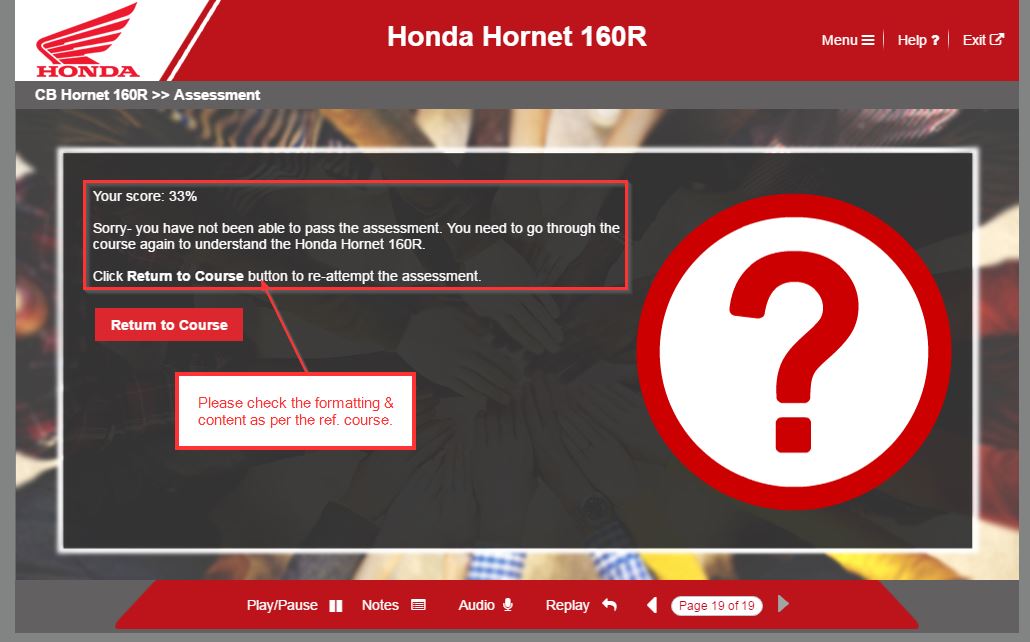 HONDA
Honda Hornet 160R
Menu Help ? Exit
CB Hornet 160R >> Assessment
Your score: 33%
Sorry- you have not been able to pass the assessment. You need to go through the
course again to understand the Honda Hornet 160R.
Click Return to Course button to re-attempt the assessment.
Return to Course
Please check the formatting &
content as per the ref. course.
?
Play/Pause Notes Audio Replay Page 19 of 19